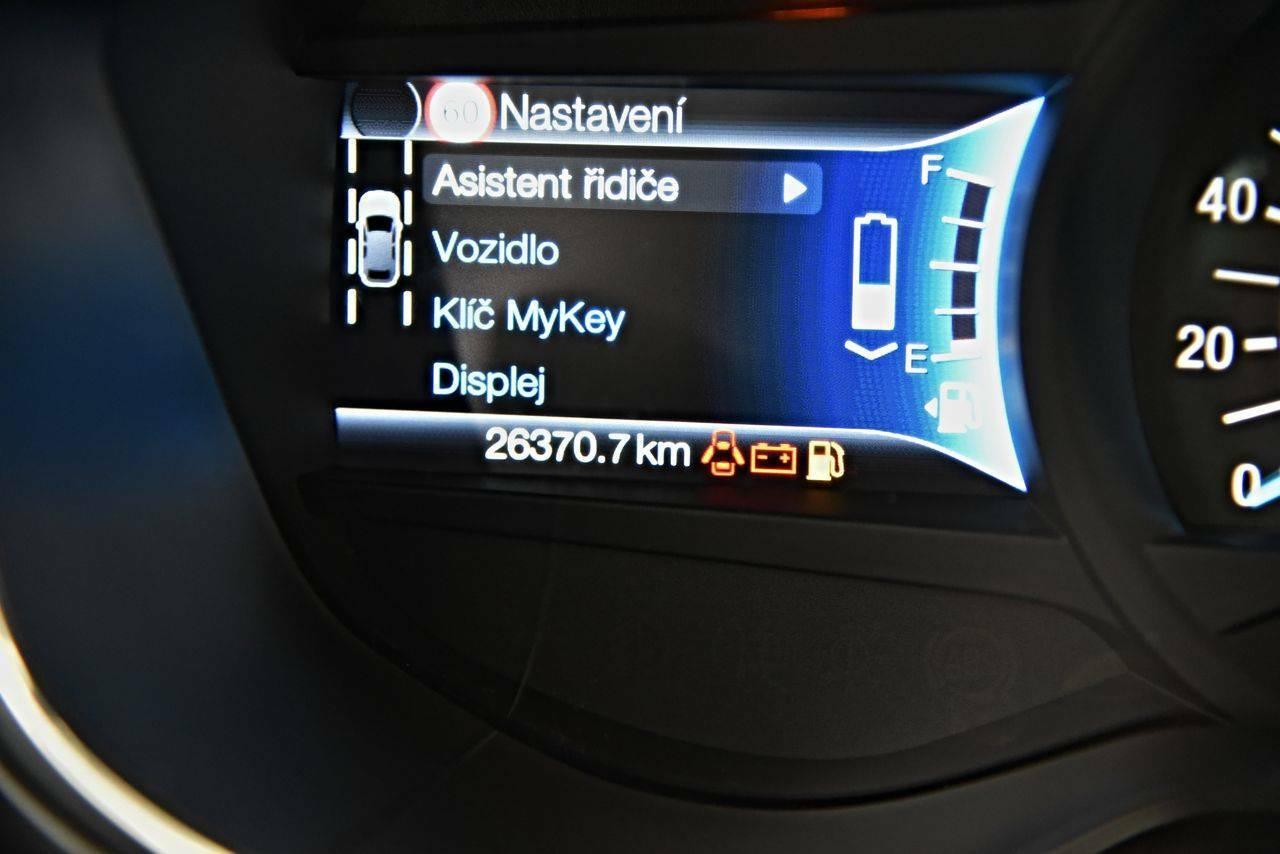 60 Nastavení
Asistent řidiče
Vozidlo
Klíč MyKey
Displej
26370.7 km
F
E
40
20
0